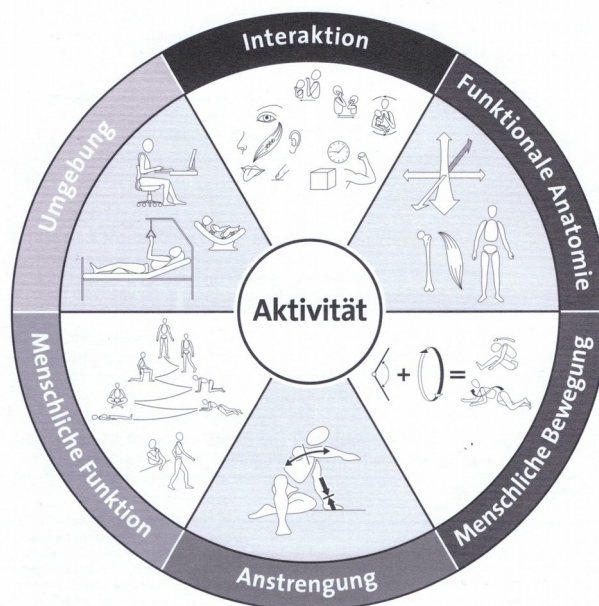 Interaktion
Funktionale Anatomie
Menschliche Bewegung
Anstrengung
Menschliche Funktion
Umgebung
Aktivität
+
=